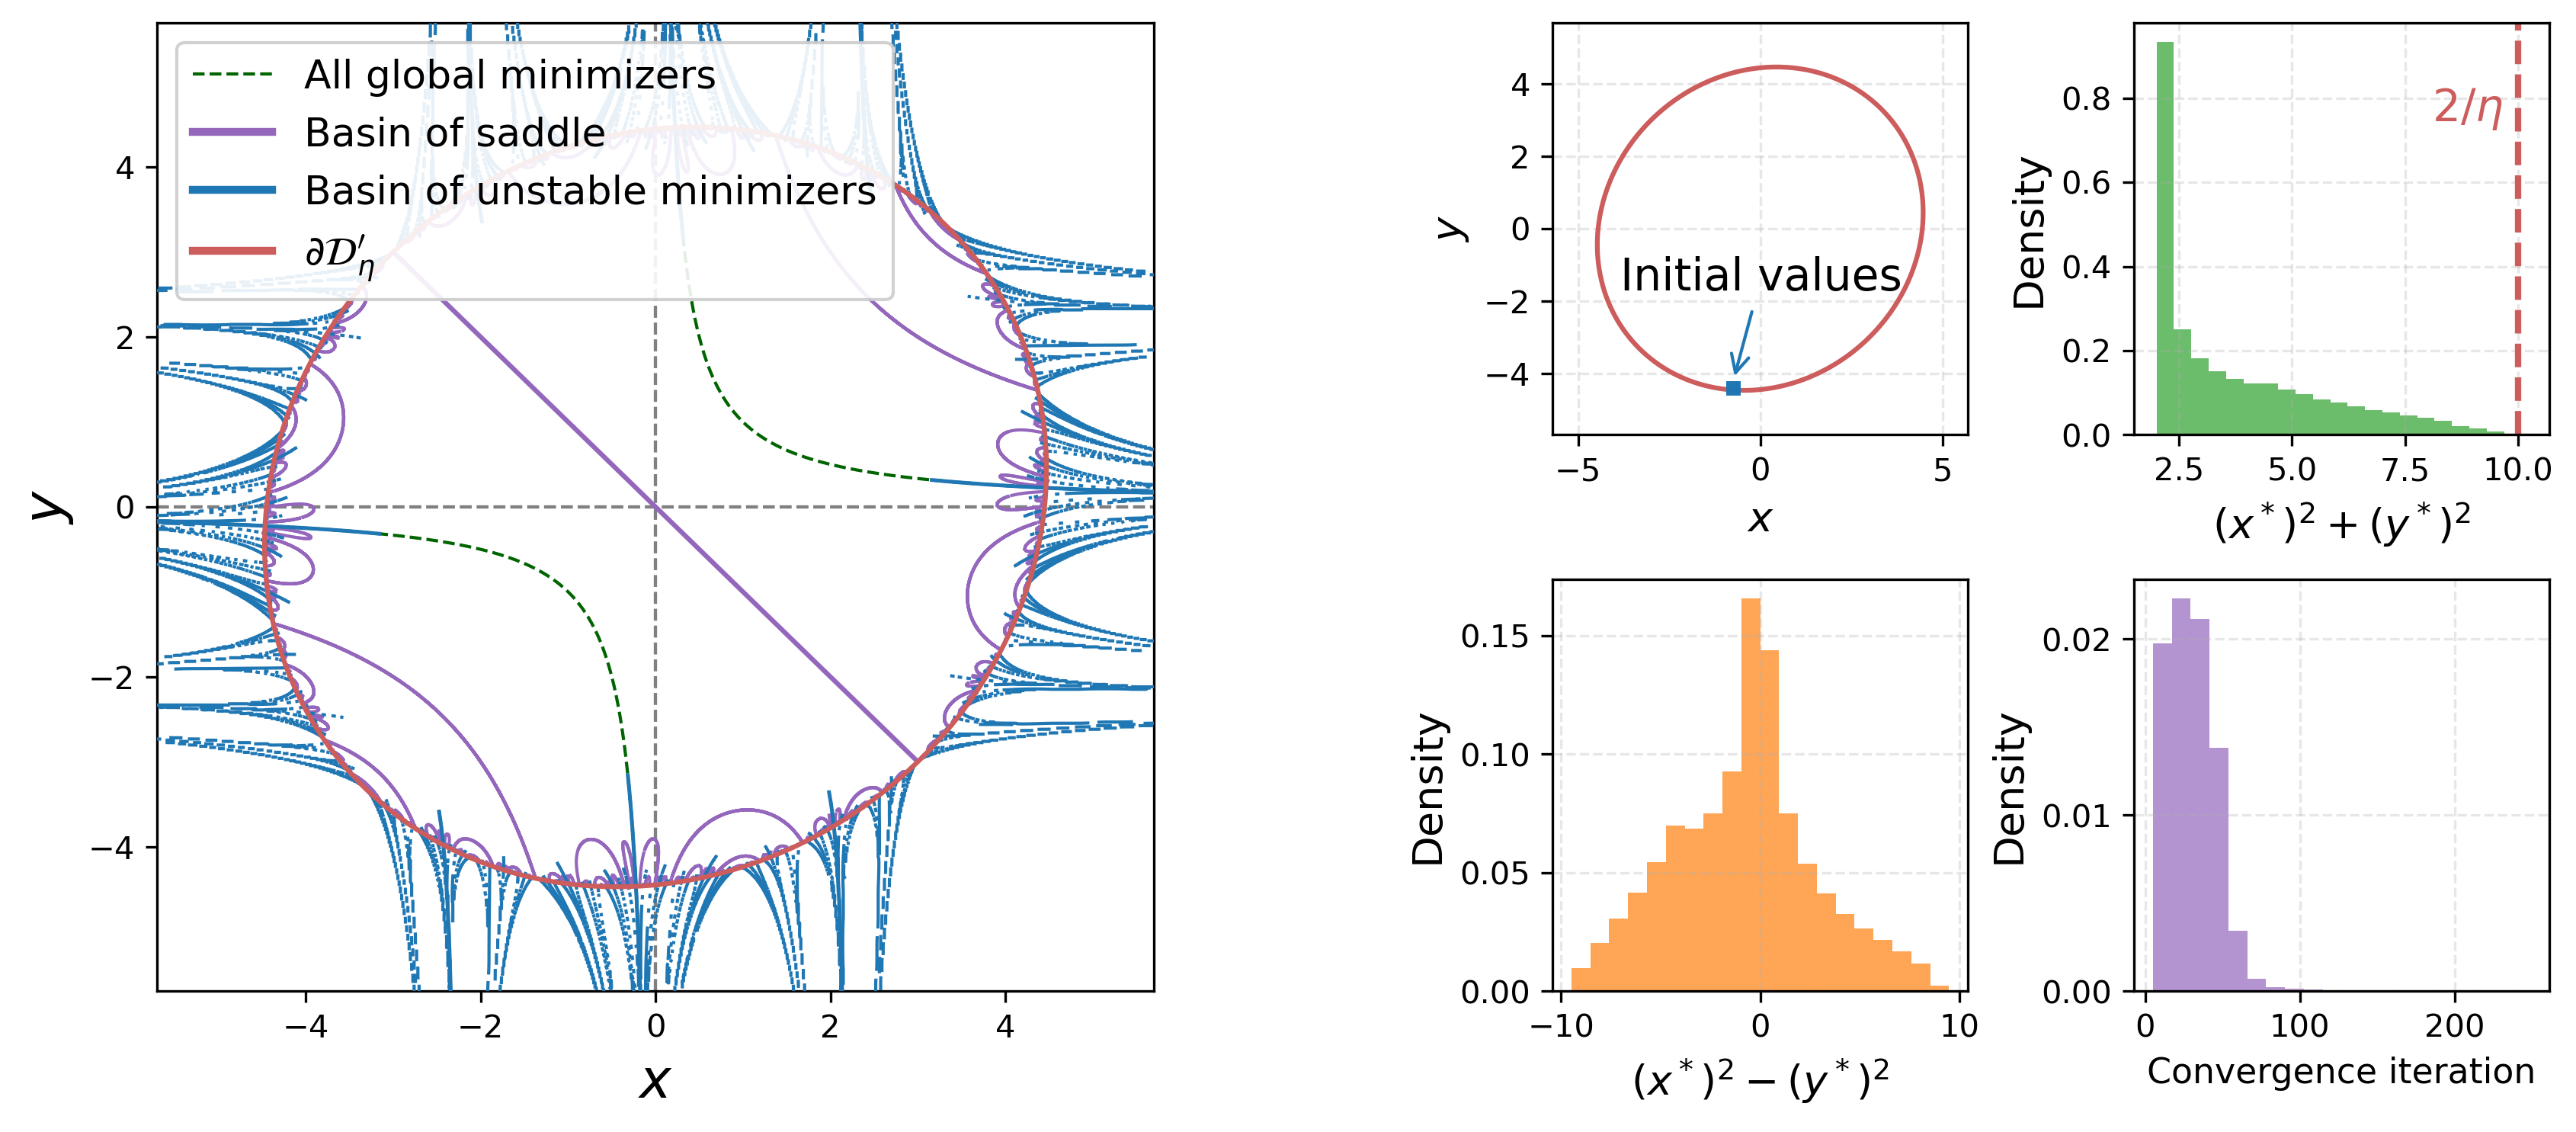 All global minimizers
Basin of saddle
Basin of unstable minimizers
∂𝒟′η
4
2
0
−2
−4
y
−4
−2
0
2
4
x
4
2
0
−2
−4
y
Initial values
−5
0
5
x
0.8
0.6
0.4
0.2
0.0
Density
2/η
2.5
5.0
7.5
10.0
(x*)² + (y*)²
0.15
0.10
0.05
0.00
Density
−10
0
10
(x*)² − (y*)²
0.02
0.01
0.00
Density
0
100
200
Convergence iteration